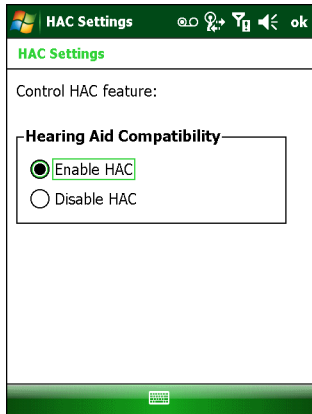 HAC Settings ok
HAC Settings
Control HAC feature:
Hearing Aid Compatibility
Enable HAC
Disable HAC